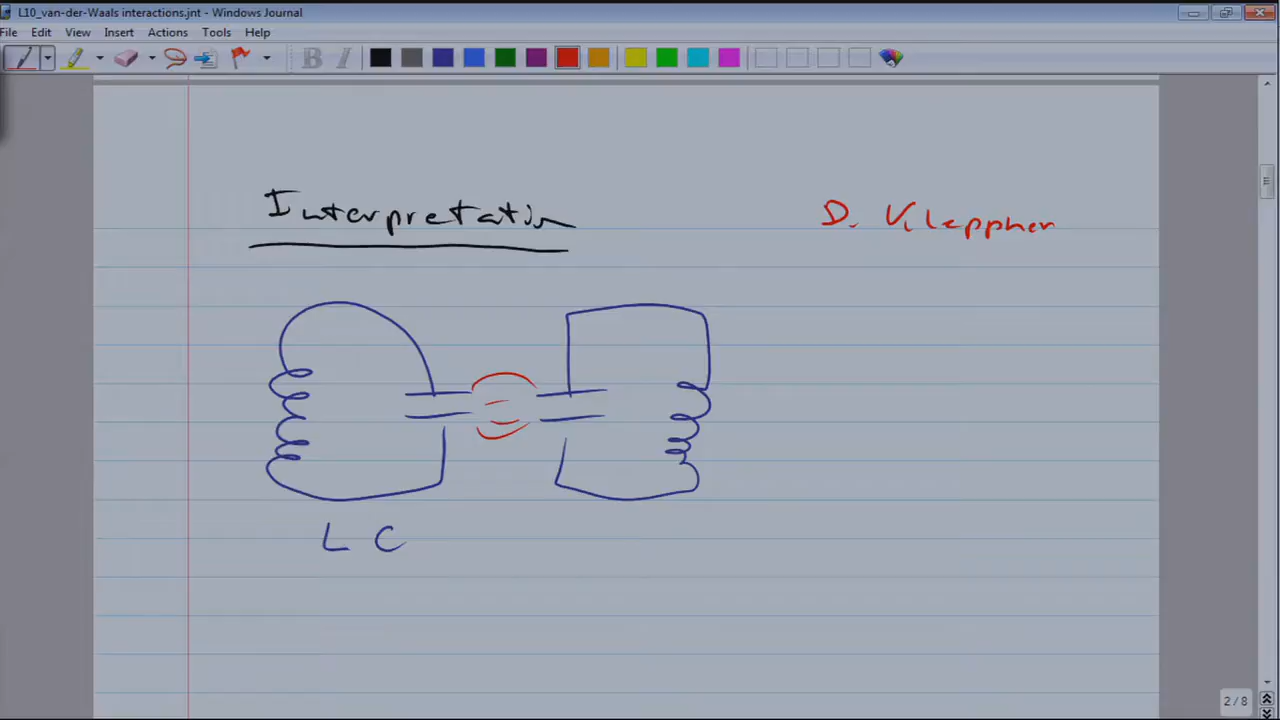 L10_van-der-Waals interactions.jnt - Windows Journal
File Edit View Insert Actions Tools Help
B I
Interpretation
D. Kleppner
L C
2 / 8